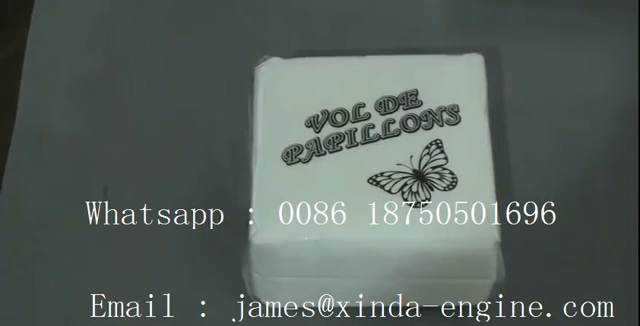 VOL DE
PAPILLONS
Whatsapp : 0086 18750501696
Email : james@xinda-engine.com